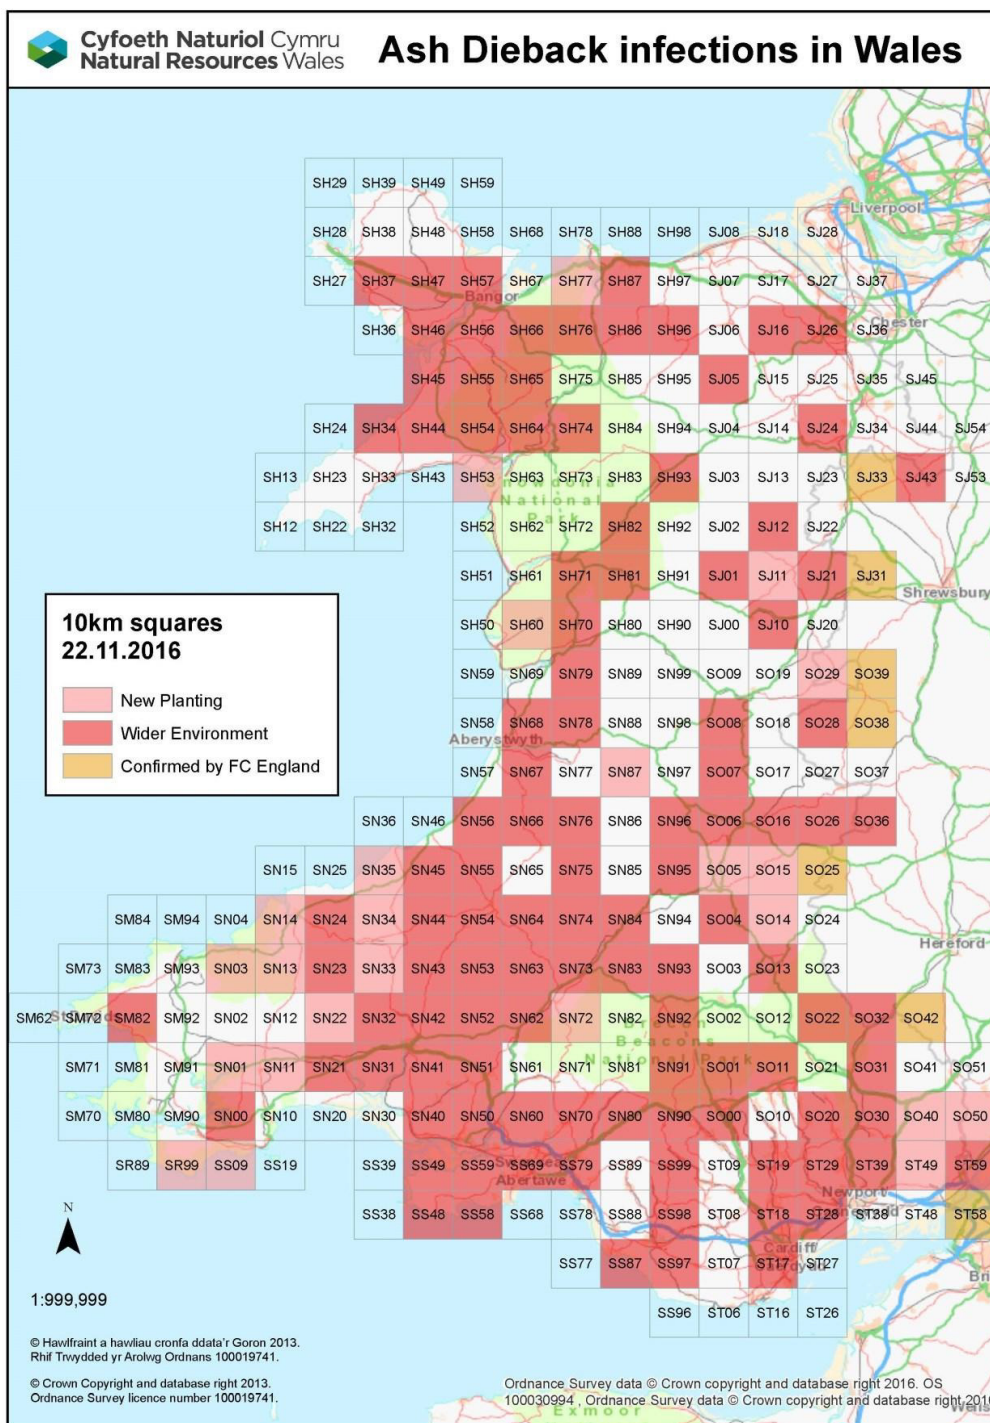 Cyfoeth Naturiol Cymru
Natural Resources Wales
Ash Dieback infections in Wales
SH29 SH39 SH49 SH59
Liverpool
SH28 SH38 SH48 SH58 SH68 SH78 SH88 SH98 SJ08 SJ18 SJ28
SH27 SH37 SH47 SH57 SH67 SH77 SH87 SH97 SJ07 SJ17 SJ27 SJ37
Bangor
SH36 SH46 SH56 SH66 SH76 SH86 SH96 SJ06 SJ16 SJ26 SJ36
Chester
SH45 SH55 SH65 SH75 SH85 SH95 SJ05 SJ15 SJ25 SJ35 SJ45
SH24 SH34 SH44 SH54 SH64 SH74 SH84 SH94 SJ04 SJ14 SJ24 SJ34 SJ44 SJ54
SH13 SH23 SH33 SH43 SH53 SH63 SH73 SH83 SH93 SJ03 SJ13 SJ23 SJ33 SJ43 SJ53
Snowdonia
National
Park
SH12 SH22 SH32 SH52 SH62 SH72 SH82 SH92 SJ02 SJ12 SJ22
SH51 SH61 SH71 SH81 SH91 SJ01 SJ11 SJ21 SJ31
Shrewsbury
SH50 SH60 SH70 SH80 SH90 SJ00 SJ10 SJ20
10km squares
22.11.2016
New Planting
Wider Environment
Confirmed by FC England
SN59 SN69 SN79 SN89 SN99 SO09 SO19 SO29 SO39
SN58 SN68 SN78 SN88 SN98 SO08 SO18 SO28 SO38
Aberystwyth
SN57 SN67 SN77 SN87 SN97 SO07 SO17 SO27 SO37
SN36 SN46 SN56 SN66 SN76 SN86 SN96 SO06 SO16 SO26 SO36
SN15 SN25 SN35 SN45 SN55 SN65 SN75 SN85 SN95 SO05 SO15 SO25
SM84 SM94 SN04 SN14 SN24 SN34 SN44 SN54 SN64 SN74 SN84 SN94 SO04 SO14 SO24
Hereford
SM73 SM83 SM93 SN03 SN13 SN23 SN33 SN43 SN53 SN63 SN73 SN83 SN93 SO03 SO13 SO23
SM62 SM72 SM82 SM92 SN02 SN12 SN22 SN32 SN42 SN52 SN62 SN72 SN82 SN92 SO02 SO12 SO22 SO32 SO42
Brecon
Beacons
National Park
SM71 SM81 SM91 SN01 SN11 SN21 SN31 SN41 SN51 SN61 SN71 SN81 SN91 SO01 SO11 SO21 SO31 SO41 SO51
SM70 SM80 SM90 SN00 SN10 SN20 SN30 SN40 SN50 SN60 SN70 SN80 SN90 SO00 SO10 SO20 SO30 SO40 SO50
SR89 SR99 SS09 SS19 SS39 SS49 SS59 SS69 SS79 SS89 SS99 ST09 ST19 ST29 ST39 ST49 ST59
Abertawe
Newport/
SS38 SS48 SS58 SS68 SS78 SS88 SS98 ST08 ST18 ST28 ST38 ST48 ST58
Cardiff/
SS77 SS87 SS97 ST07 ST17 ST27
SS96 ST06 ST16 ST26
N
1:999,999
© Hawlfraint a hawliau cronfa ddata'r Goron 2013.
Rhif Trwydded yr Arolwg Ordnans 100019741.
© Crown Copyright and database right 2013.
Ordnance Survey licence number 100019741.
Ordnance Survey data © Crown copyright and database right 2016. OS
100030994 , Ordnance Survey data © Crown copyright and database right 2016
Exmoor